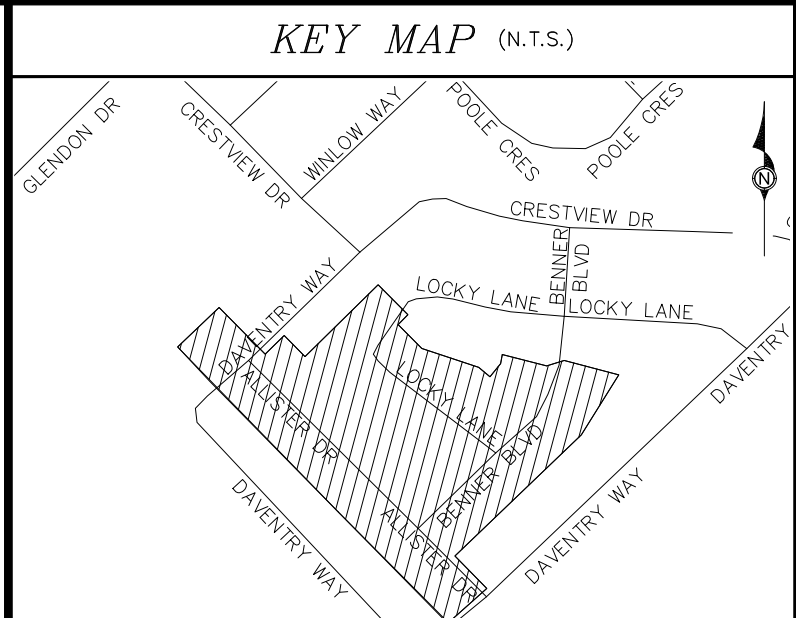 KEY MAP (N.T.S.)
GLENDON DR
CRESTVIEW DR
WINLOW WAY
POOLE CRES
POOLE CRES
N
CRESTVIEW DR
BENNER
BLVD
DAVENTRY WAY
LOCKY LANE
LOCKY LANE
DAVENTRY
LOCKY LANE
ALLISTER DR
BENNER BLVD
ALLISTER DR
DAVENTRY WAY
DAVENTRY WAY